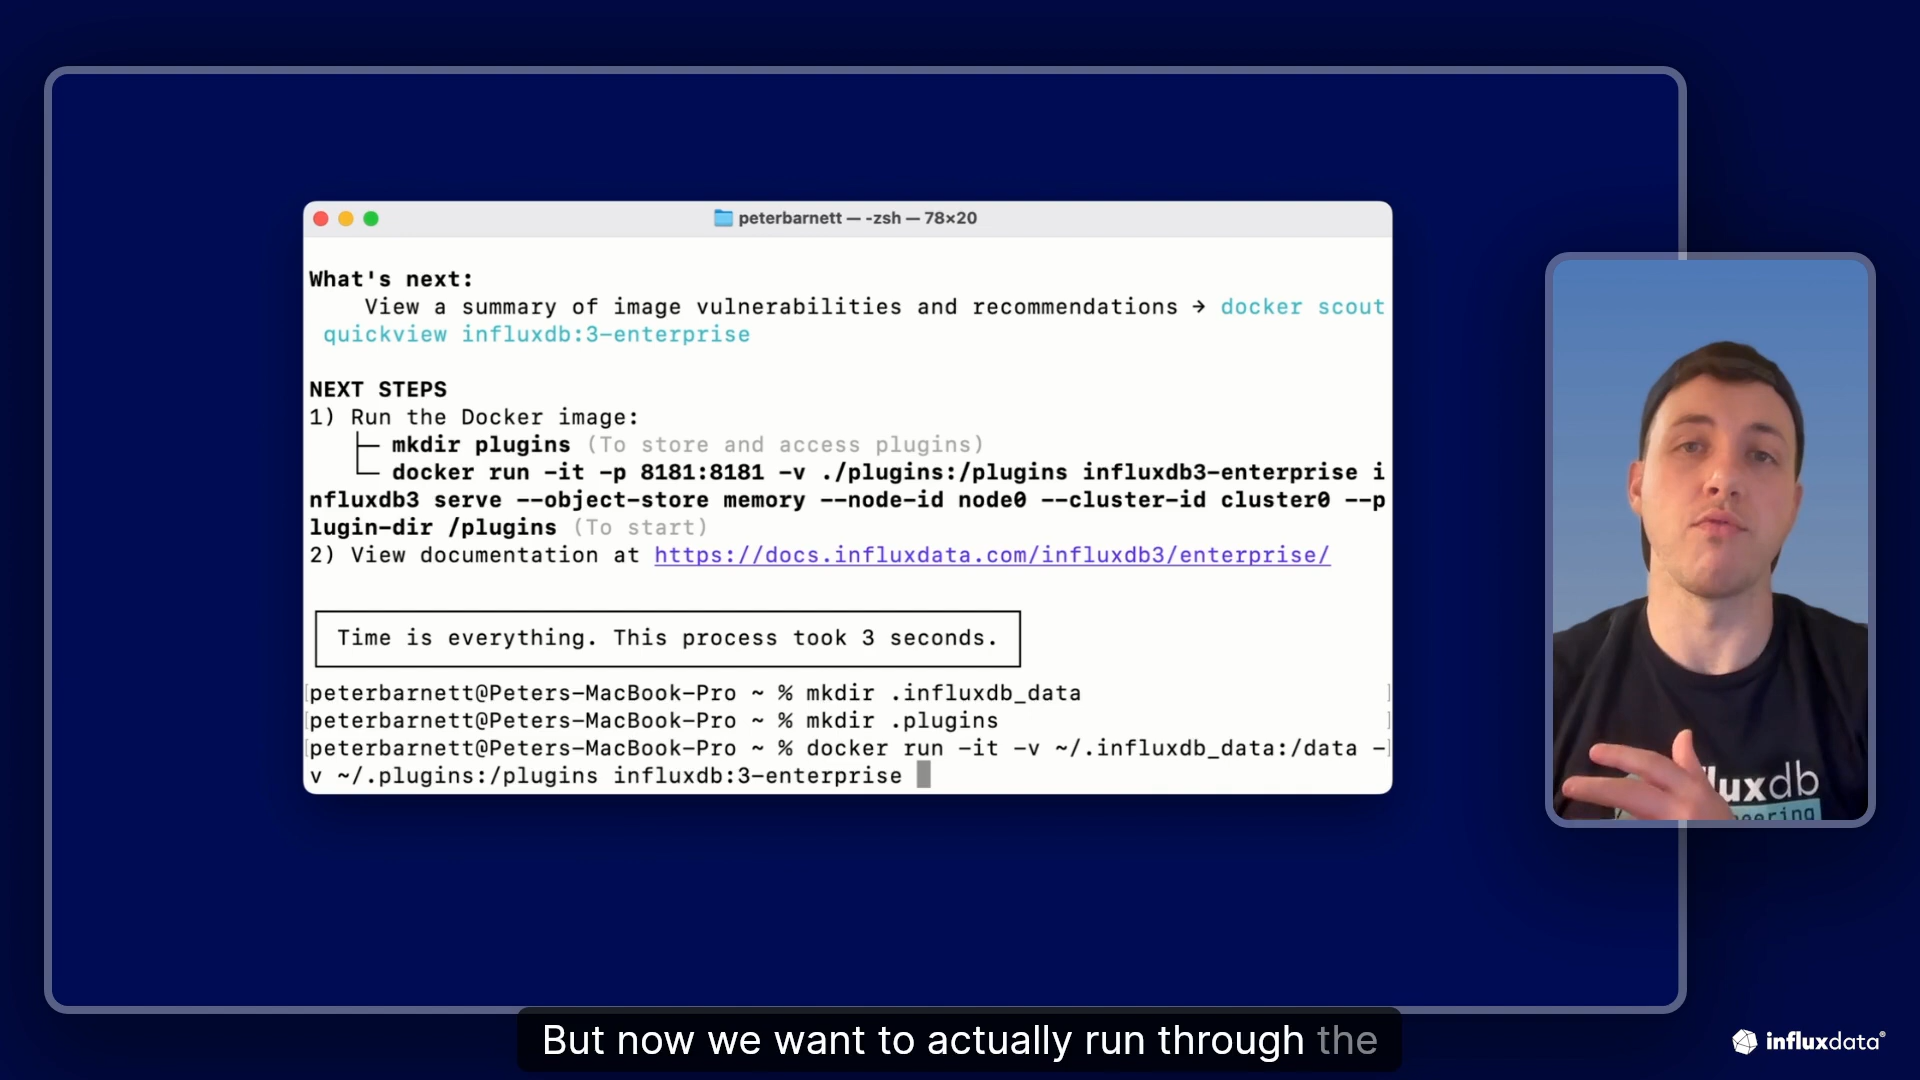 peterbarnett — -zsh — 78×20
What's next:
View a summary of image vulnerabilities and recommendations → docker scout
quickview influxdb:3-enterprise
NEXT STEPS
1) Run the Docker image:
├─ mkdir plugins (To store and access plugins)
└─ docker run -it -p 8181:8181 -v ./plugins:/plugins influxdb3-enterprise i
nfluxdb3 serve --object-store memory --node-id node0 --cluster-id cluster0 --p
lugin-dir /plugins (To start)
2) View documentation at https://docs.influxdata.com/influxdb3/enterprise/
Time is everything. This process took 3 seconds.
[peterbarnett@Peters-MacBook-Pro ~ % mkdir .influxdb_data ]
[peterbarnett@Peters-MacBook-Pro ~ % mkdir .plugins ]
[peterbarnett@Peters-MacBook-Pro ~ % docker run -it -v ~/.influxdb_data:/data -]
v ~/.plugins:/plugins influxdb:3-enterprise
luxdb
eering
But now we want to actually run through the
influxdata®